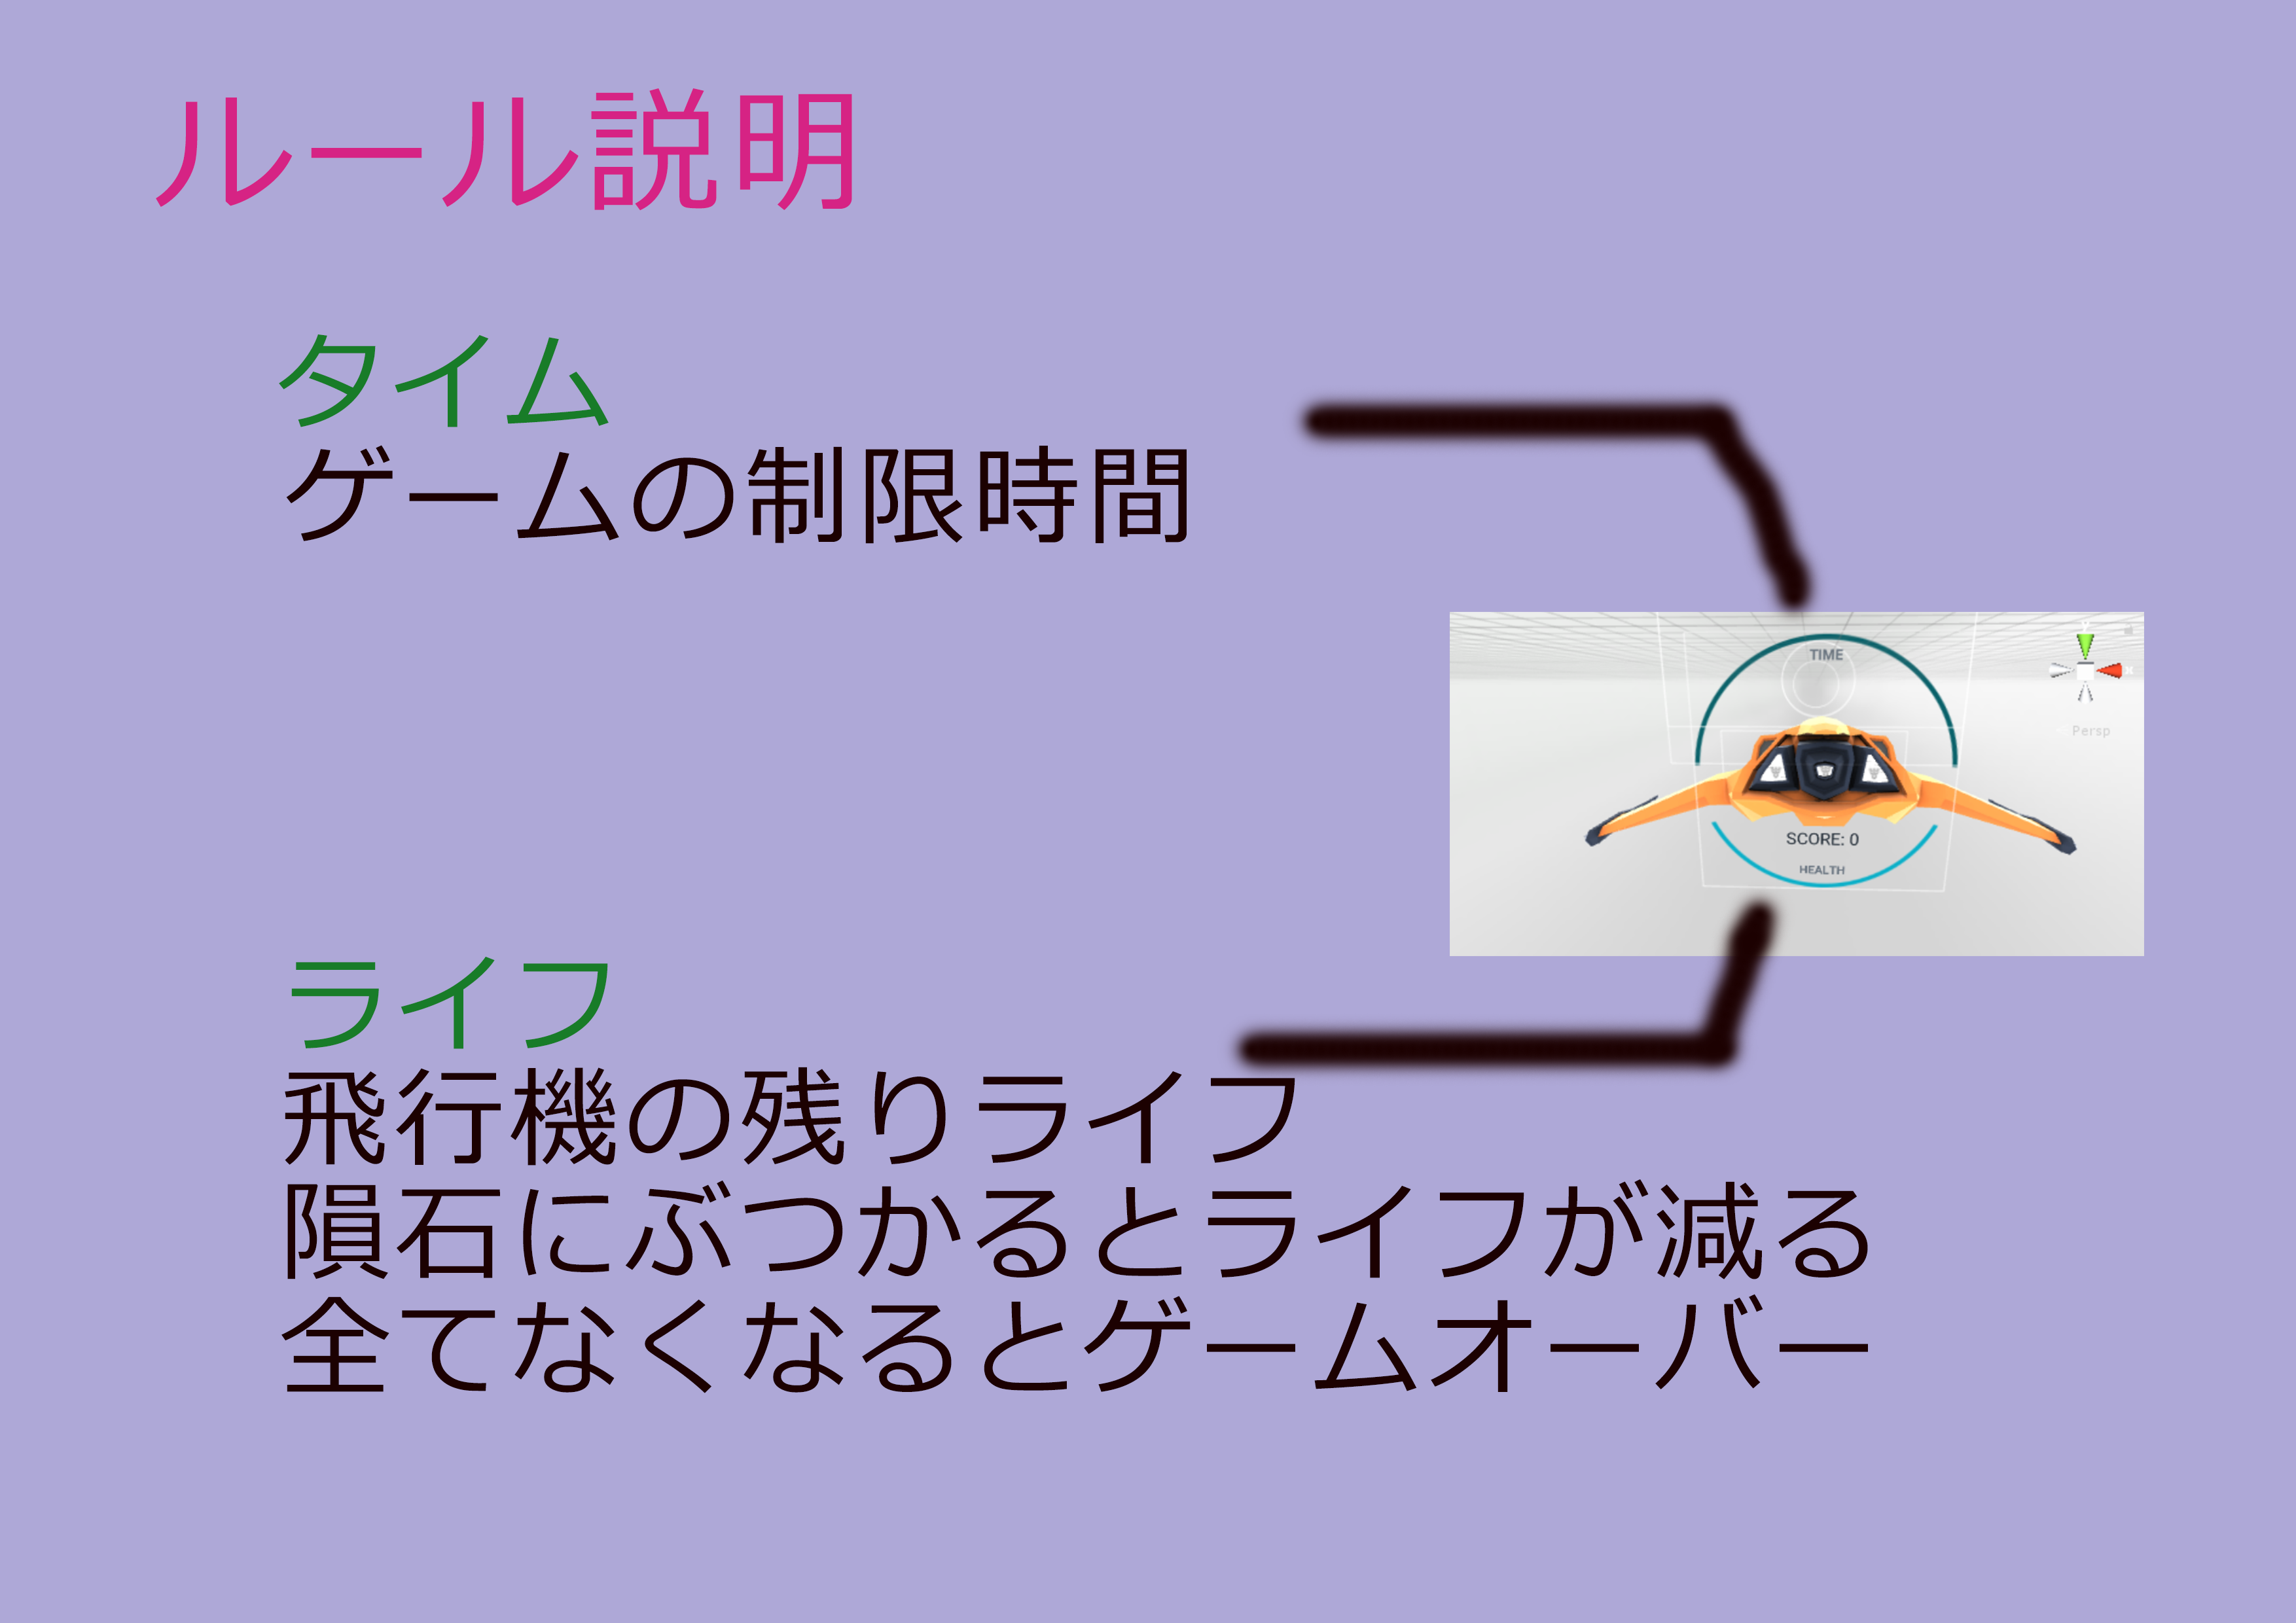 ルール説明
タイム
ゲームの制限時間
TIME
Persp
SCORE: 0
HEALTH
ライフ
飛行機の残りライフ
隕石にぶつかるとライフが減る
全てなくなるとゲームオーバー